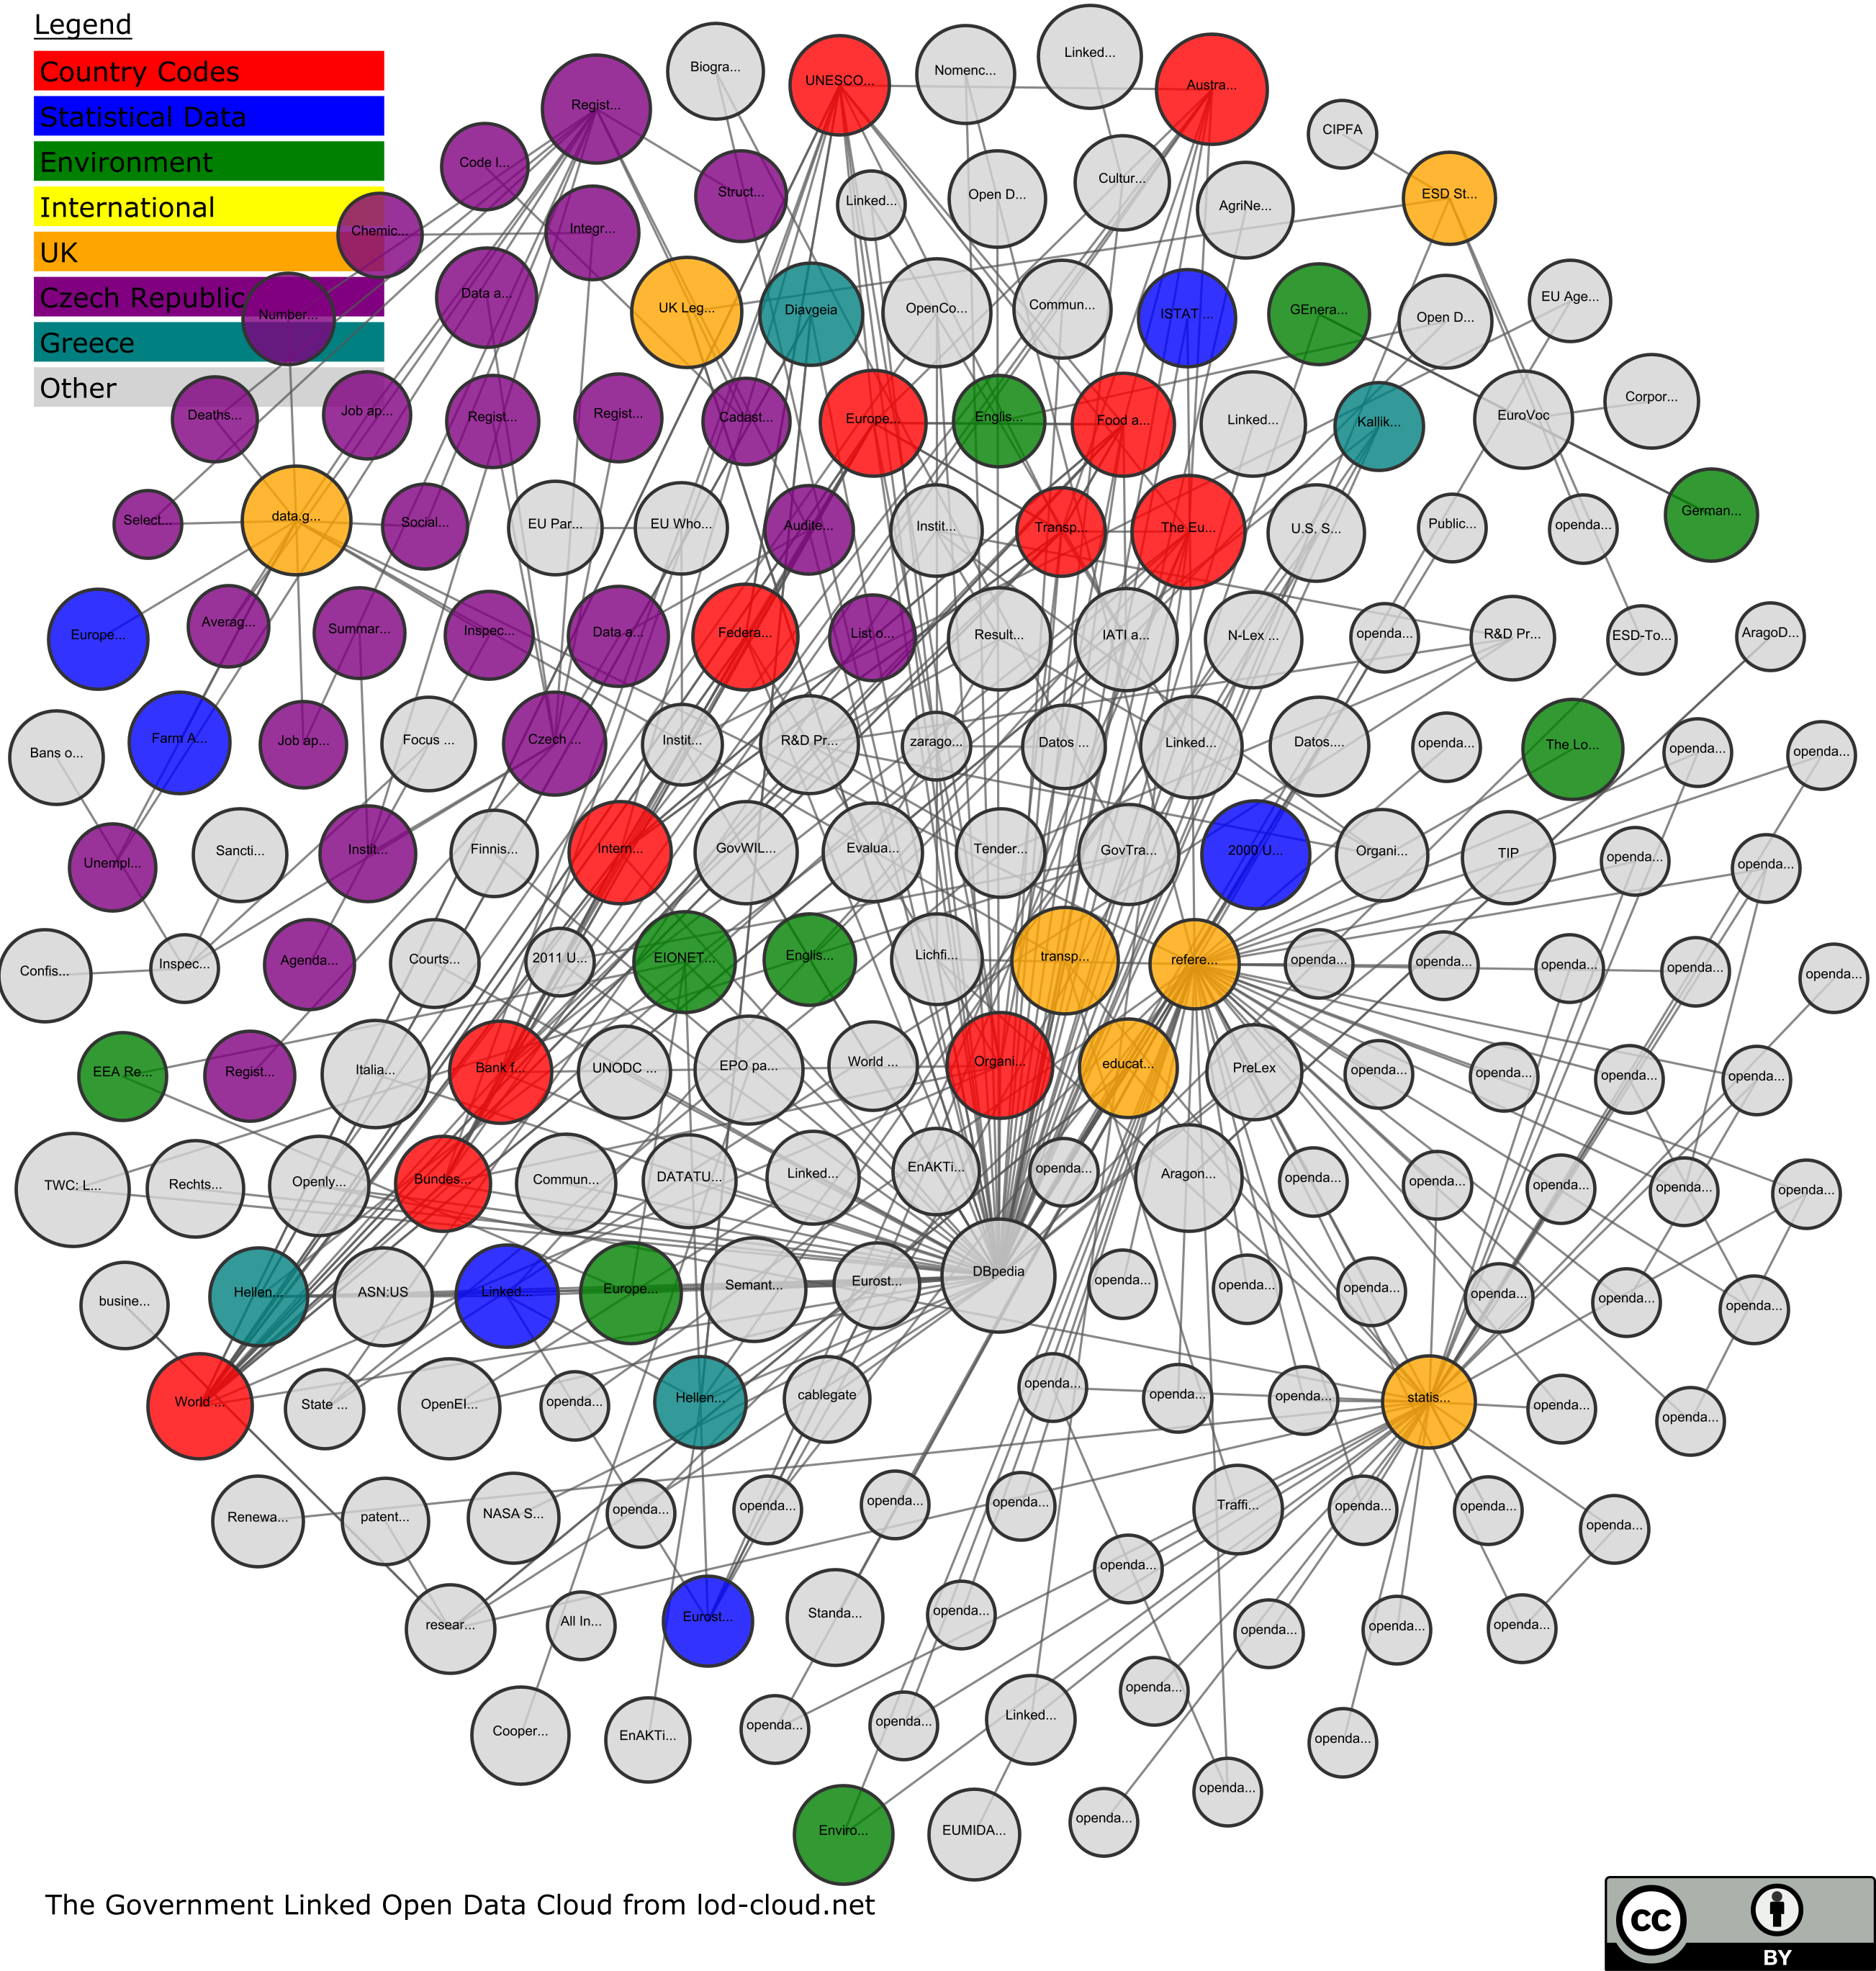 Legend
Country Codes
Statistical Data
Environment
International
UK
Czech Republic
Greece
Other
Biogra...
UNESCO...
Nomenc...
Linked...
Austra...
Regist...
CIPFA
Code l...
Struct...
Linked...
Open D...
Cultur...
AgriNe...
ESD St...
Chemic...
Integr...
Number...
Data a...
UK Leg...
Diavgeia
OpenCo...
Commun...
ISTAT ...
GEnera...
Open D...
EU Age...
Deaths...
Job ap...
Regist...
Regist...
Cadast...
Europe...
Englis...
Food a...
Linked...
Kallik...
EuroVoc
Corpor...
Select...
data.g...
Social...
EU Par...
EU Who...
Audite...
Instit...
Transp...
The Eu...
U.S. S...
Public...
openda...
German...
Europe...
Averag...
Summar...
Inspec...
Data a...
Federa...
List o...
Result...
IATI a...
N-Lex ...
openda...
R&D Pr...
ESD-To...
AragoD...
Bans o...
Farm A...
Job ap...
Focus ...
Czech ...
Instit...
R&D Pr...
zarago...
Datos ...
Linked...
Datos....
openda...
The Lo...
openda...
openda...
Unempl...
Sancti...
Instit...
Finnis...
Intern...
GovWIL...
Evalua...
Tender...
GovTra...
2000 U...
Organi...
TIP
openda...
openda...
Confis...
Inspec...
Agenda...
Courts...
2011 U...
EIONET...
Englis...
Lichfi...
transp...
refere...
openda...
openda...
openda...
openda...
openda...
EEA Re...
Regist...
Italia...
Bank f...
UNODC ...
EPO pa...
World ...
Organi...
educat...
PreLex
openda...
openda...
openda...
openda...
TWC: L...
Rechts...
Openly...
Bundes...
Commun...
DATATU...
Linked...
EnAKTi...
openda...
Aragon...
openda...
openda...
openda...
openda...
openda...
busine...
Hellen...
ASN:US
Linked...
Europe...
Semant...
Eurost...
DBpedia
openda...
openda...
openda...
openda...
openda...
openda...
World ...
State ...
OpenEI...
openda...
Hellen...
cablegate
openda...
openda...
openda...
statis...
openda...
openda...
Renewa...
patent...
NASA S...
openda...
openda...
openda...
openda...
Traffi...
openda...
openda...
openda...
resear...
All In...
Eurost...
Standa...
openda...
openda...
openda...
openda...
openda...
Cooper...
EnAKTi...
openda...
openda...
Linked...
openda...
openda...
Enviro...
EUMIDA...
openda...
openda...
The Government Linked Open Data Cloud from lod-cloud.net
cc
BY